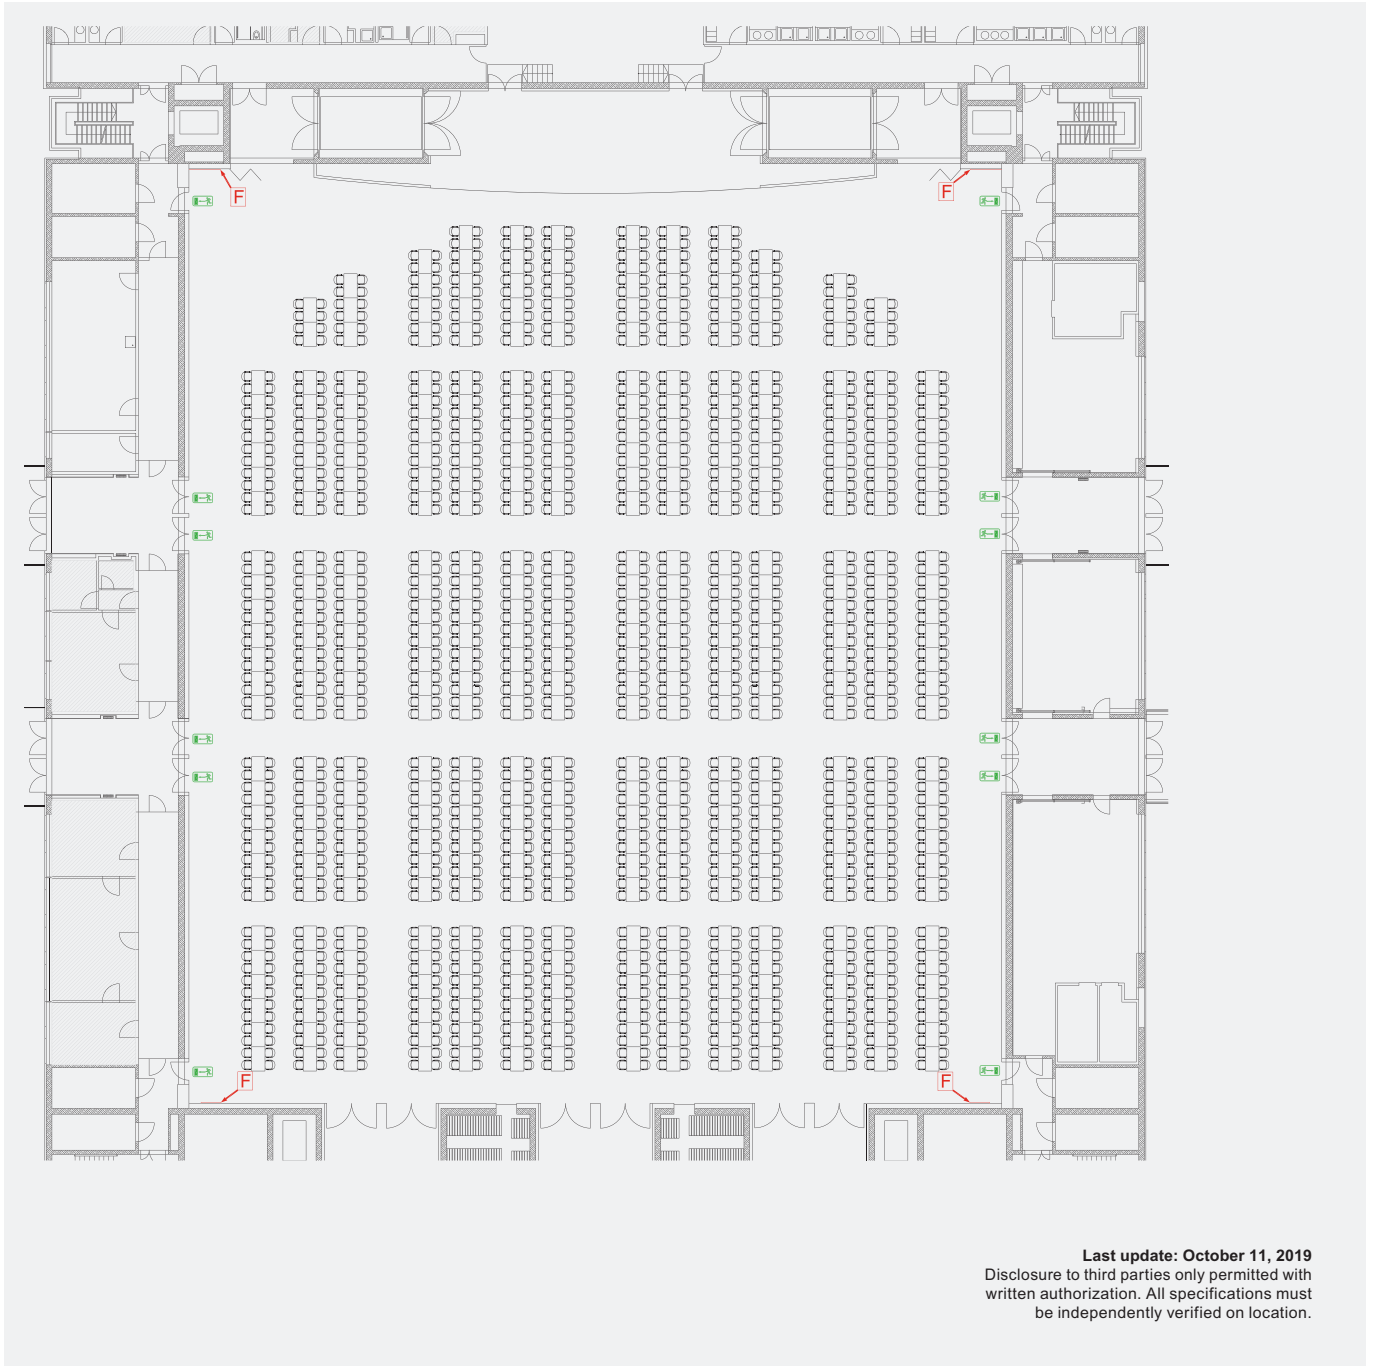 F
F
F
F
Last update: October 11, 2019
Disclosure to third parties only permitted with
written authorization. All specifications must
be independently verified on location.